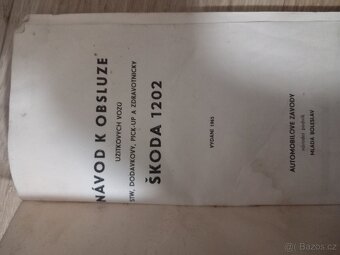 NÁVOD K OBSLUZE
UŽITKOVÝCH VOZŮ
STW, DODÁVKOVÝ, PICK-UP A ZDRAVOTNICKÝ
ŠKODA 1202
VYDÁNÍ 1965
AUTOMOBILOVÉ ZÁVODY
národní podnik
MLADÁ BOLESLAV
© Bazoš.cz